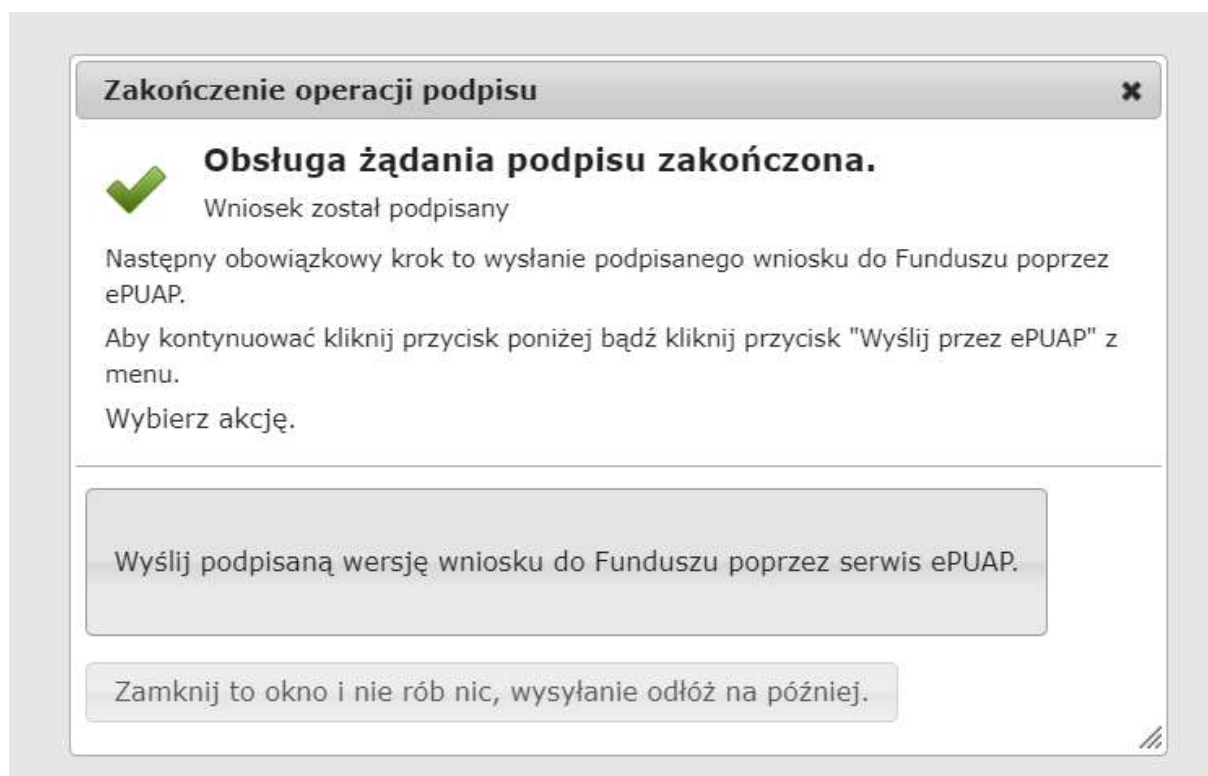 Zakończenie operacji podpisu
Obsługa żądania podpisu zakończona.
Wniosek został podpisany
Następny obowiązkowy krok to wysłanie podpisanego wniosku do Funduszu poprzez
ePUAP.
Aby kontynuować kliknij przycisk poniżej bądź kliknij przycisk "Wyślij przez ePUAP" z
menu.
Wybierz akcję.
Wyślij podpisaną wersję wniosku do Funduszu poprzez serwis ePUAP.
Zamknij to okno i nie rób nic, wysyłanie odłóż na później.